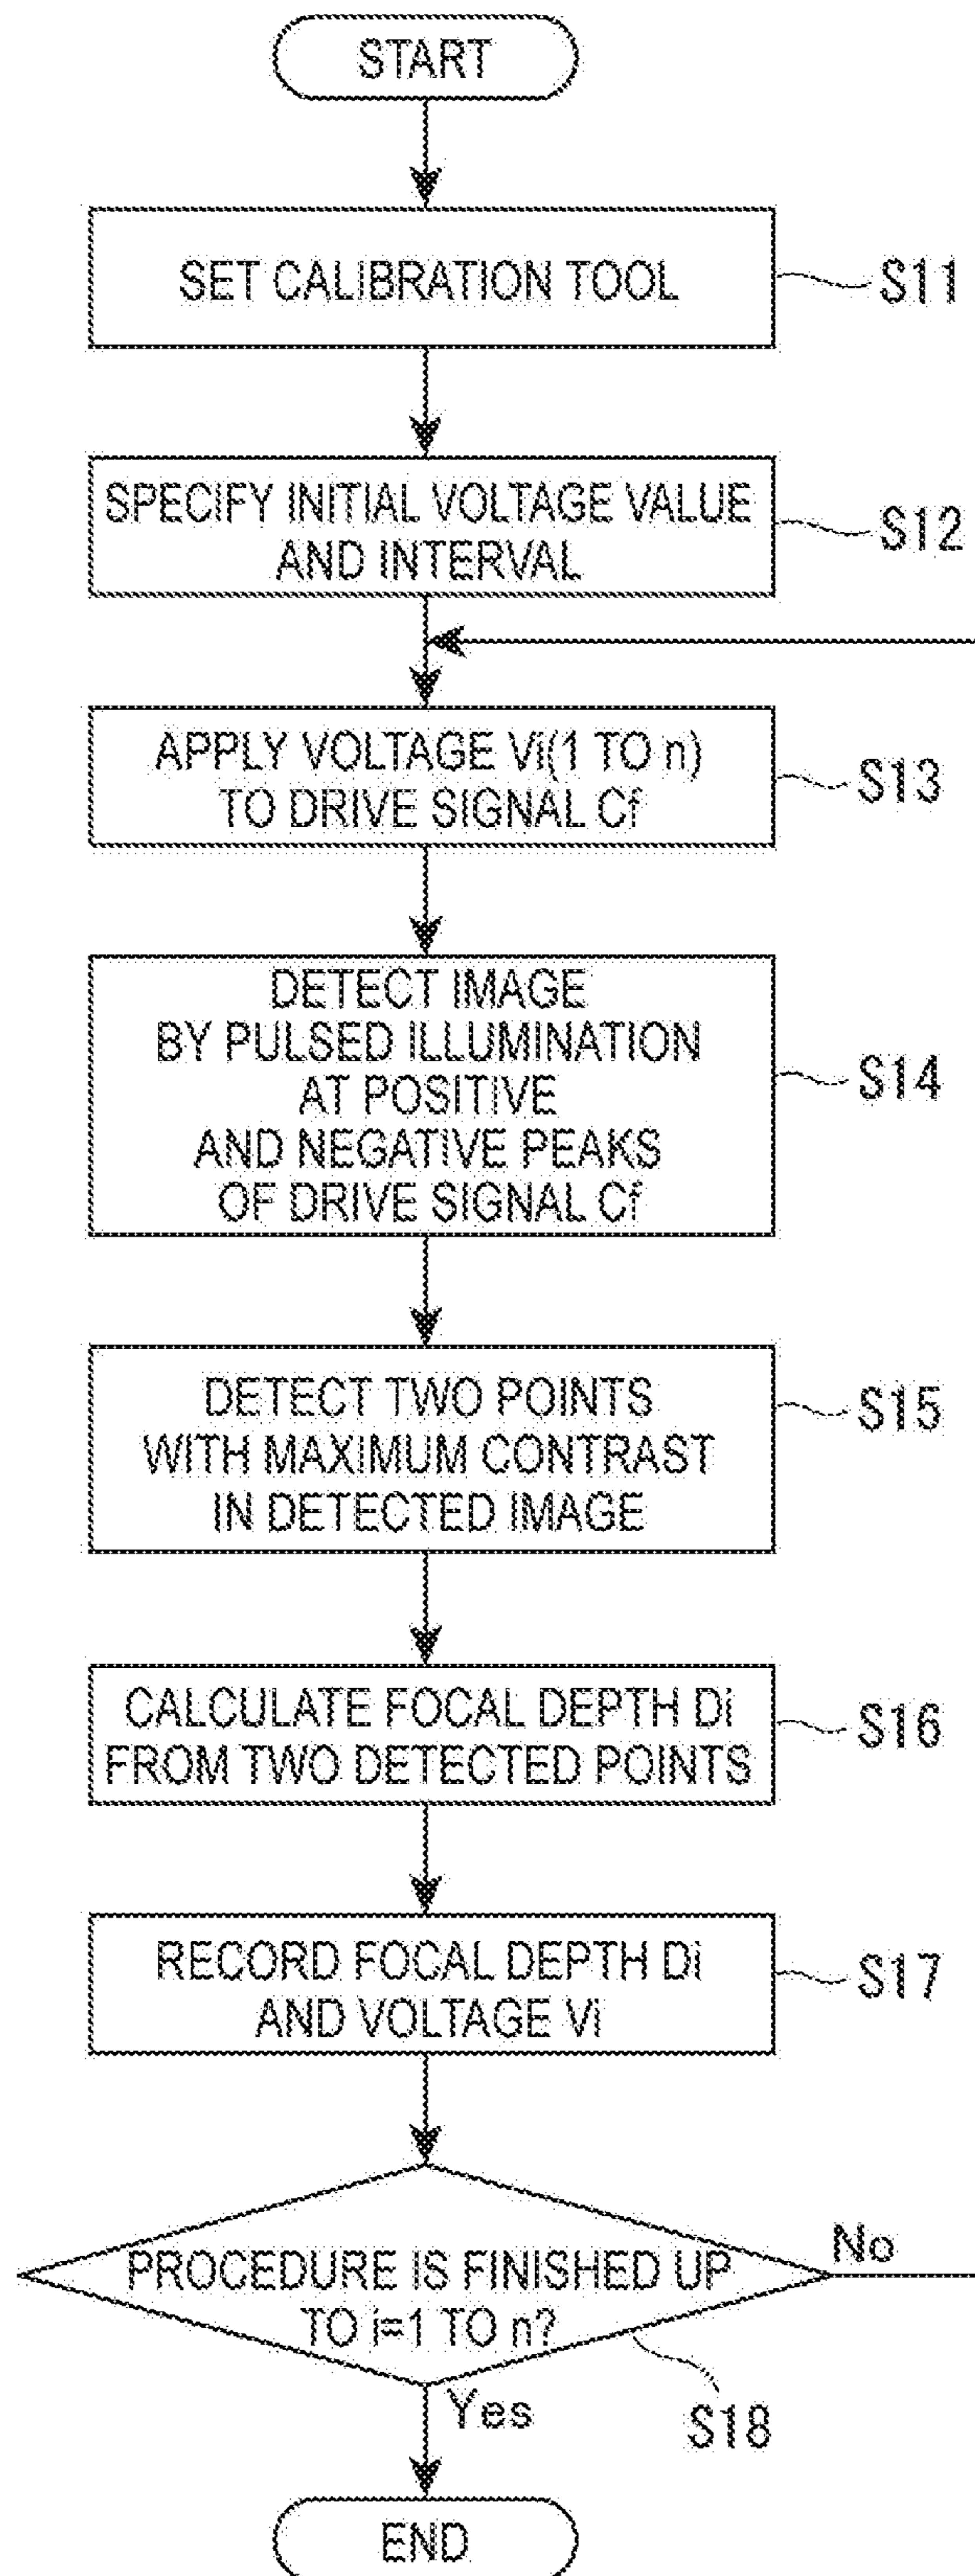 START
SET CALIBRATION TOOL
S11
SPECIFY INITIAL VOLTAGE VALUE
AND INTERVAL
S12
APPLY VOLTAGE Vi(1 TO n)
TO DRIVE SIGNAL Cf
S13
DETECT IMAGE
BY PULSED ILLUMINATION
AT POSITIVE
AND NEGATIVE PEAKS
OF DRIVE SIGNAL Cf
S14
DETECT TWO POINTS
WITH MAXIMUM CONTRAST
IN DETECTED IMAGE
S15
CALCULATE FOCAL DEPTH Di
FROM TWO DETECTED POINTS
S16
RECORD FOCAL DEPTH Di
AND VOLTAGE Vi
S17
PROCEDURE IS FINISHED UP
TO i=1 TO n?
No
S18
Yes
END